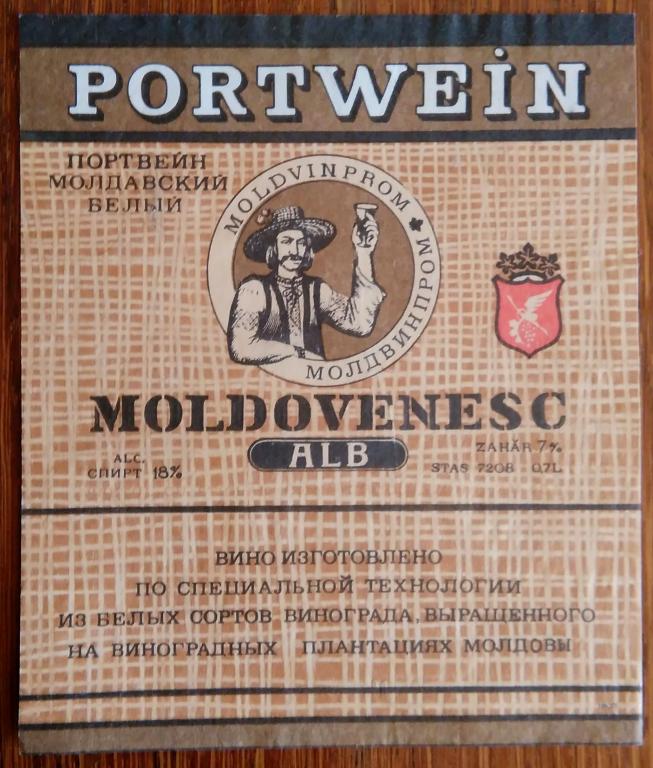 PORTWEIN
ПОРТВЕЙН
МОЛДАВСКИЙ
БЕЛЫЙ
MOLDVINPROM
МОЛДВИНПРОМ
MOLDOVENESC
ALB
ALC.
СПИРТ 18%
ZAHĂR 7%
STAS 7208 0,7L
ВИНО ИЗГОТОВЛЕНО
ПО СПЕЦИАЛЬНОЙ ТЕХНОЛОГИИ
ИЗ БЕЛЫХ СОРТОВ ВИНОГРАДА, ВЫРАЩЕННОГО
НА ВИНОГРАДНЫХ ПЛАНТАЦИЯХ МОЛДОВЫ